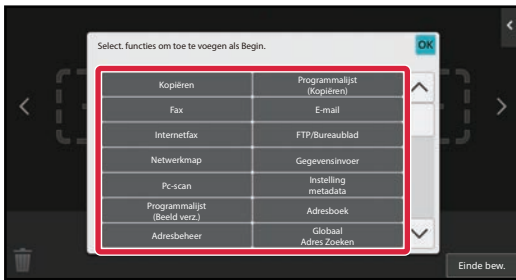 Select. functies om toe te voegen als Begin.
OK
Kopiëren
Programmalijst
(Kopiëren)
Fax
E-mail
Internetfax
FTP/Bureaublad
Netwerkmap
Gegevensinvoer
Pc-scan
Instelling
metadata
Programmalijst
(Beeld verz.)
Adresboek
Adresbeheer
Globaal
Adres Zoeken
Einde bew.